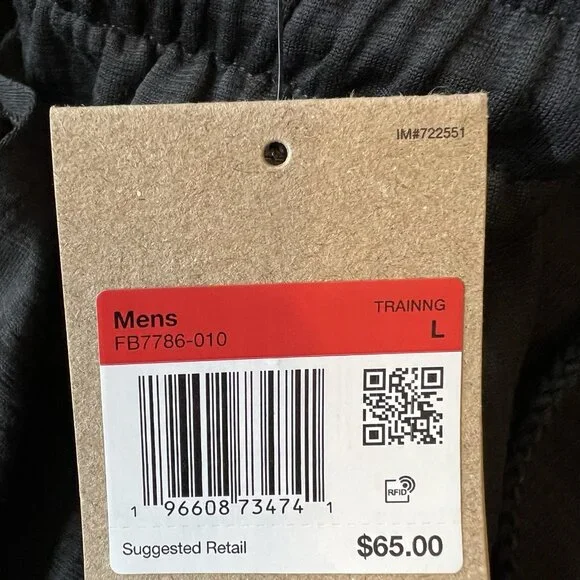 IM#722551
Mens TRAINNG
FB7786-010 L
1 96608 73474 1
RFID
Suggested Retail $65.00